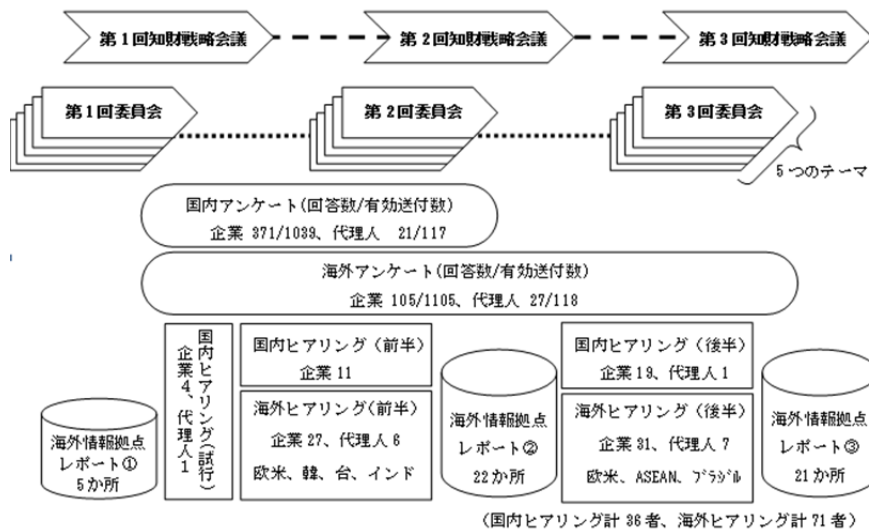 第1回知財戦略会議
第2回知財戦略会議
第3回知財戦略会議
第1回委員会
第2回委員会
第3回委員会
5つのテーマ
国内アンケート(回答数/有効送付数)
企業 371/1039、代理人 21/117
海外アンケート(回答数/有効送付数)
企業 105/1105、代理人 27/118
海外情報拠点
レポート①
5か所
国内ヒアリング(試行)
企業4、代理人1
国内ヒアリング(前半)
企業11
海外ヒアリング(前半)
企業27、代理人6
欧米、韓、台、インド
海外情報拠点
レポート②
22か所
国内ヒアリング(後半)
企業19、代理人1
海外ヒアリング(後半)
企業31、代理人7
欧米、ASEAN、ブラジル
海外情報拠点
レポート③
21か所
(国内ヒアリング計36者、海外ヒアリング計71者)